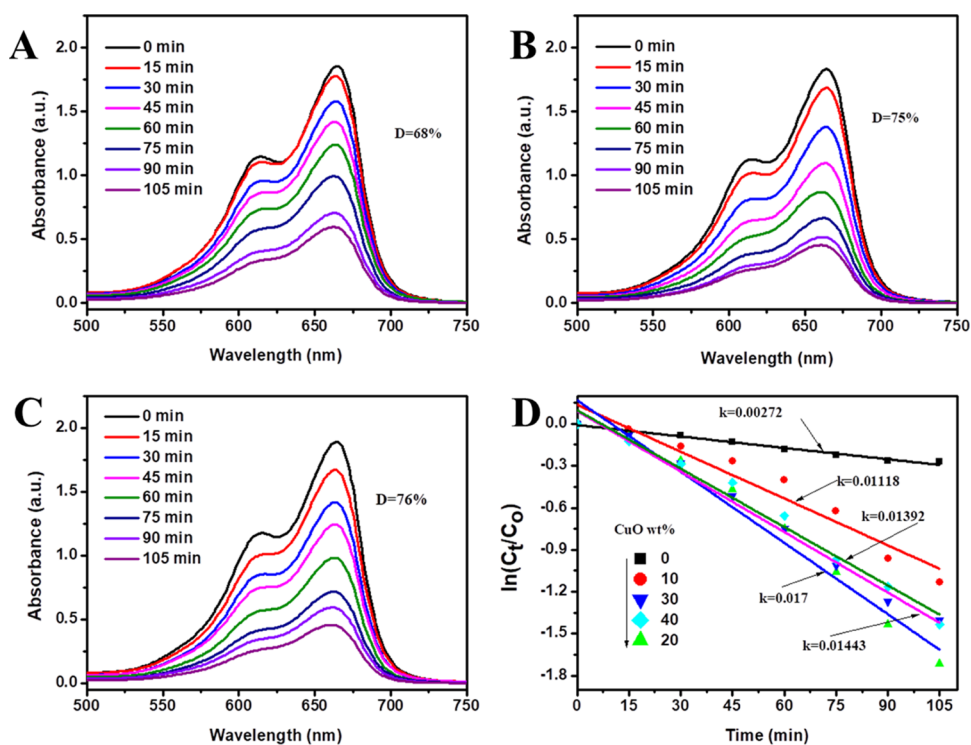 A
0 min
15 min
30 min
45 min
60 min
75 min
90 min
105 min
D=68%
2.0
1.5
1.0
0.5
0.0
Absorbance (a.u.)
500 550 600 650 700 750
Wavelength (nm)
B
0 min
15 min
30 min
45 min
60 min
75 min
90 min
105 min
D=75%
2.0
1.5
1.0
0.5
0.0
Absorbance (a.u.)
500 550 600 650 700 750
Wavelength (nm)
C
0 min
15 min
30 min
45 min
60 min
75 min
90 min
105 min
D=76%
2.0
1.5
1.0
0.5
0.0
Absorbance (a.u.)
500 550 600 650 700 750
Wavelength (nm)
D
k=0.00272
k=0.01118
k=0.01392
k=0.017
k=0.01443
CuO wt%
0
10
30
40
20
0.0
-0.3
-0.6
-0.9
-1.2
-1.5
-1.8
ln(Ct/Co)
0 15 30 45 60 75 90 105
Time (min)